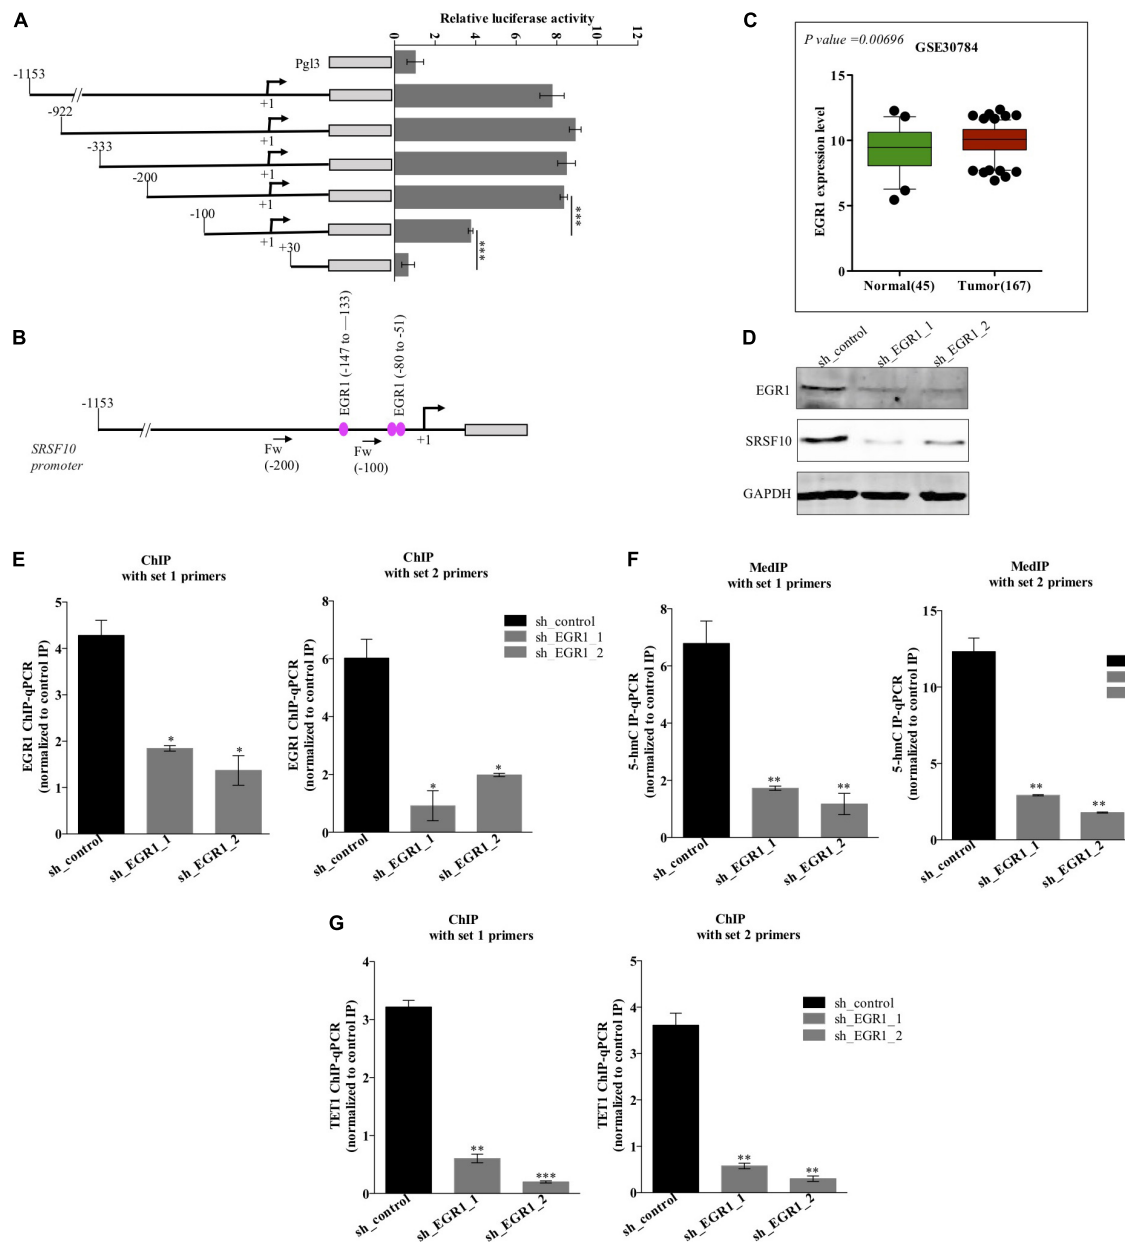 A
Relative luciferase activity
0
2
4
6
8
10
12
Pgl3
-1153
+1
-922
+1
-333
+1
-200
+1
***
-100
+1
***
+30
B
EGR1 (-147 to —133)
EGR1 (-80 to -51)
-1153
+1
SRSF10
promoter
Fw
(-200)
Fw
(-100)
C
P value =0.00696
GSE30784
EGR1 expression level
15
10
5
0
Normal(45)
Tumor(167)
D
sh_control
sh_EGR1_1
sh_EGR1_2
EGR1
SRSF10
GAPDH
E
ChIP
with set 1 primers
EGR1 ChIP-qPCR
(normalized to control IP)
5
4
3
2
1
0
*
*
sh_control
sh_EGR1_1
sh_EGR1_2
ChIP
with set 2 primers
EGR1 ChIP-qPCR
(normalized to control IP)
8
6
4
2
0
*
*
sh_control
sh_EGR1_1
sh_EGR1_2
sh_control
sh_EGR1_1
sh_EGR1_2
F
MedIP
with set 1 primers
5-hmC IP-qPCR
(normalized to control IP)
8
6
4
2
0
**
**
sh_control
sh_EGR1_1
sh_EGR1_2
MedIP
with set 2 primers
5-hmC IP-qPCR
(normalized to control IP)
15
10
5
0
**
**
sh_control
sh_EGR1_1
sh_EGR1_2
G
ChIP
with set 1 primers
TET1 ChIP-qPCR
(normalized to control IP)
4
3
2
1
0
**
***
sh_control
sh_EGR1_1
sh_EGR1_2
ChIP
with set 2 primers
TET1 ChIP-qPCR
(normalized to control IP)
5
4
3
2
1
0
**
**
sh_control
sh_EGR1_1
sh_EGR1_2
sh_control
sh_EGR1_1
sh_EGR1_2